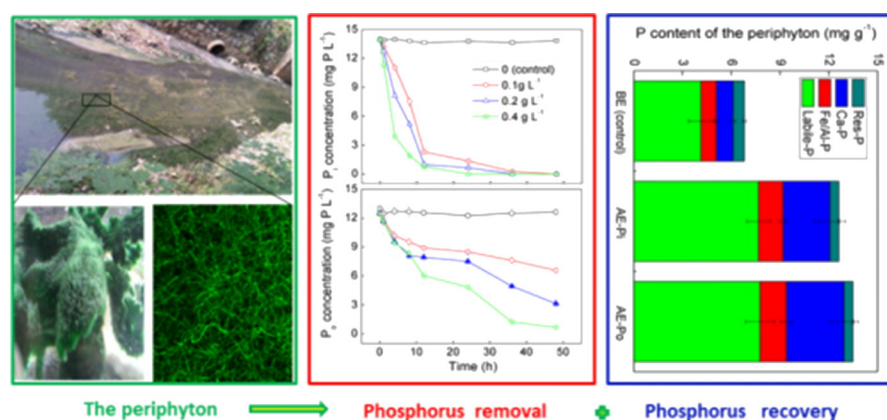 15
12
9
6
3
0
Pi concentration (mg P L-1)
0 (control)
0.1g L-1
0.2 g L-1
0.4 g L-1
15
12
9
6
3
0
Po concentration (mg P L-1)
0 10 20 30 40 50 60
Time (h)
P content of the periphyton (mg g-1)
0 3 6 9 12 15
Labile-P
Fe/Al-P
Ca-P
Res-P
BE (control)
AE-Pi
AE-Po
The periphyton
Phosphorus removal
Phosphorus recovery